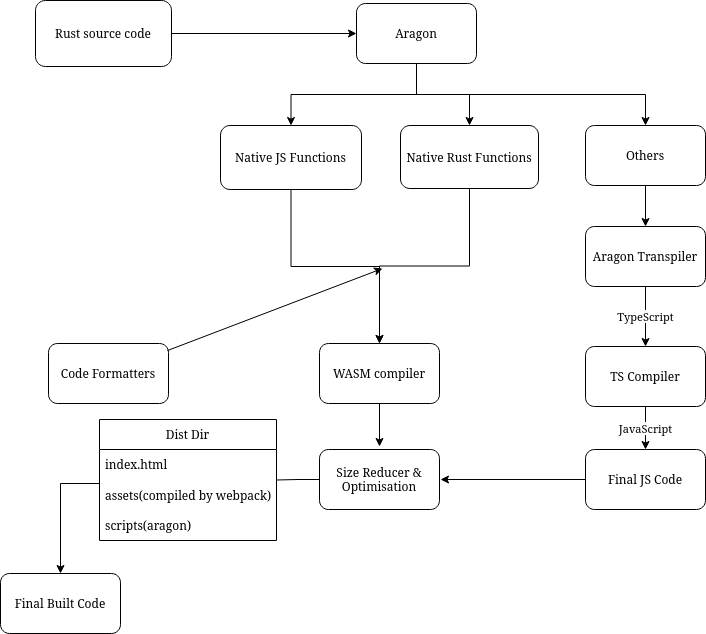 Rust source code
Aragon
Native JS Functions
Native Rust Functions
Others
Aragon Transpiler
TypeScript
Code Formatters
WASM compiler
TS Compiler
JavaScript
Dist Dir
index.html
assets(compiled by webpack)
scripts(aragon)
Size Reducer &
Optimisation
Final JS Code
Final Built Code